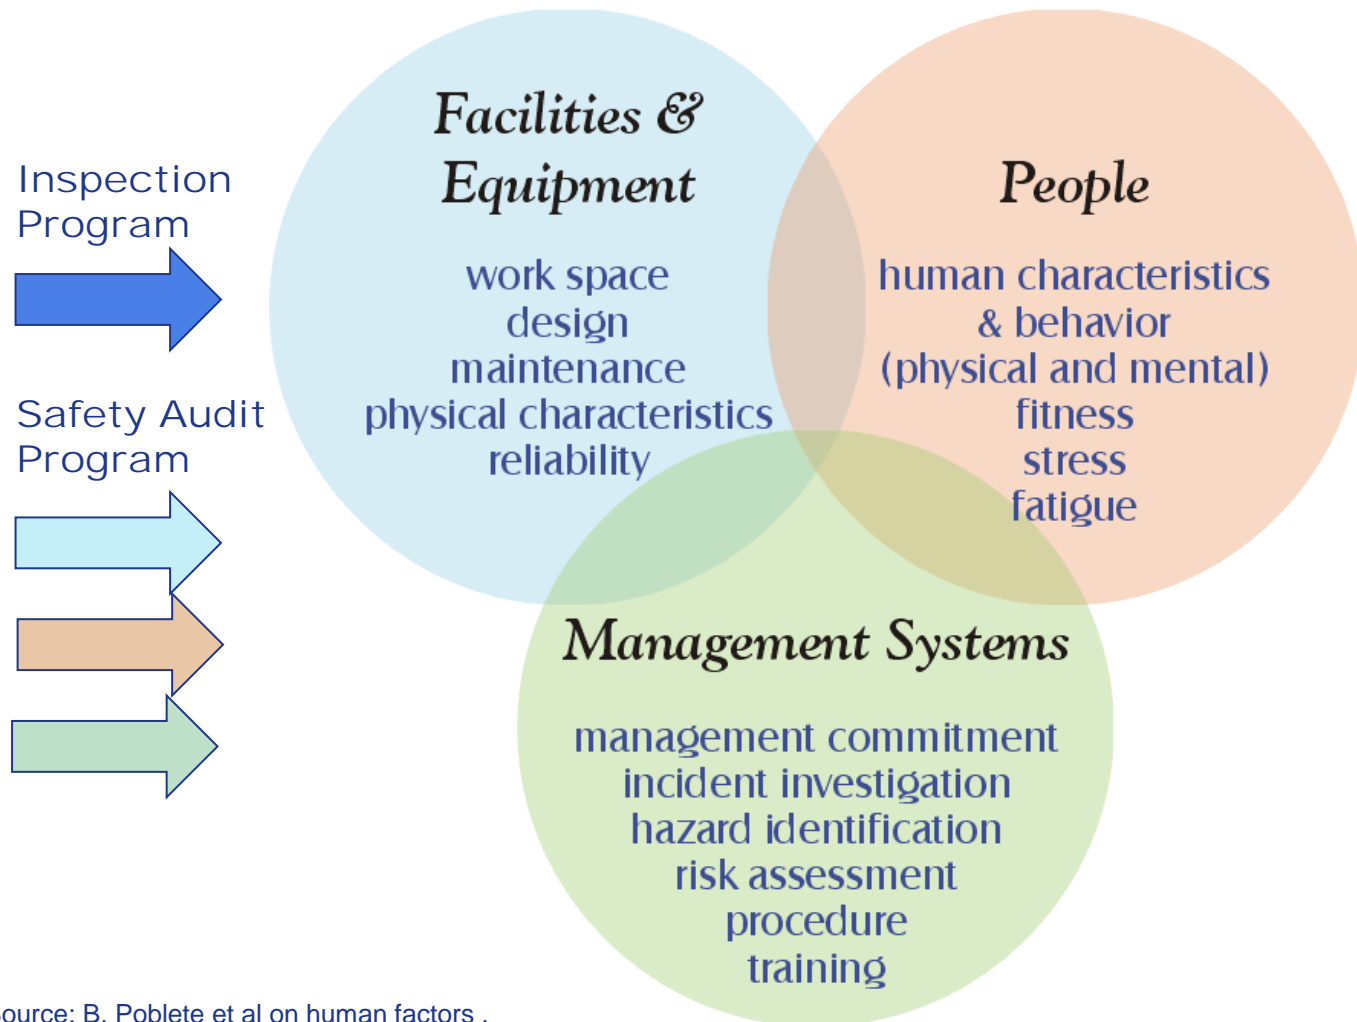 Inspection
Program
Safety Audit
Program
Facilities &
Equipment
work space
design
maintenance
physical characteristics
reliability
People
human characteristics
& behavior
(physical and mental)
fitness
stress
fatigue
Management Systems
management commitment
incident investigation
hazard identification
risk assessment
procedure
training
Source: B. Poblete et al on human factors .